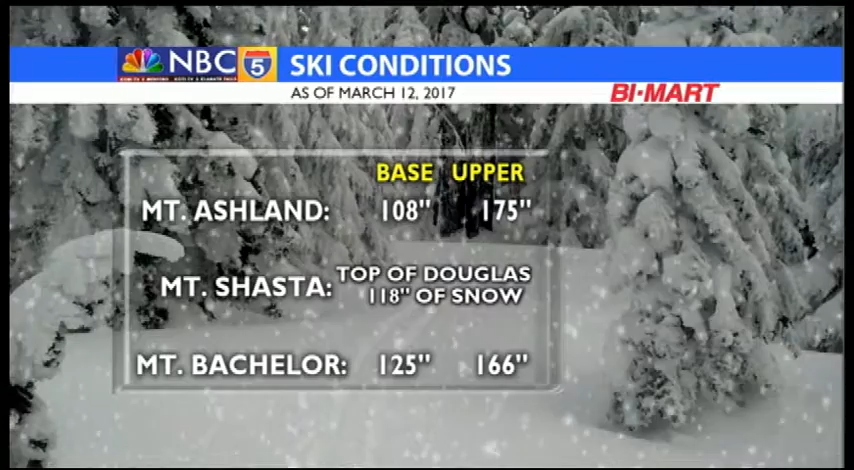 NBC 5
SKI CONDITIONS
AS OF MARCH 12, 2017
BI-MART
BASE UPPER
MT. ASHLAND: 108" 175"
MT. SHASTA: TOP OF DOUGLAS
118" OF SNOW
MT. BACHELOR: 125" 166"